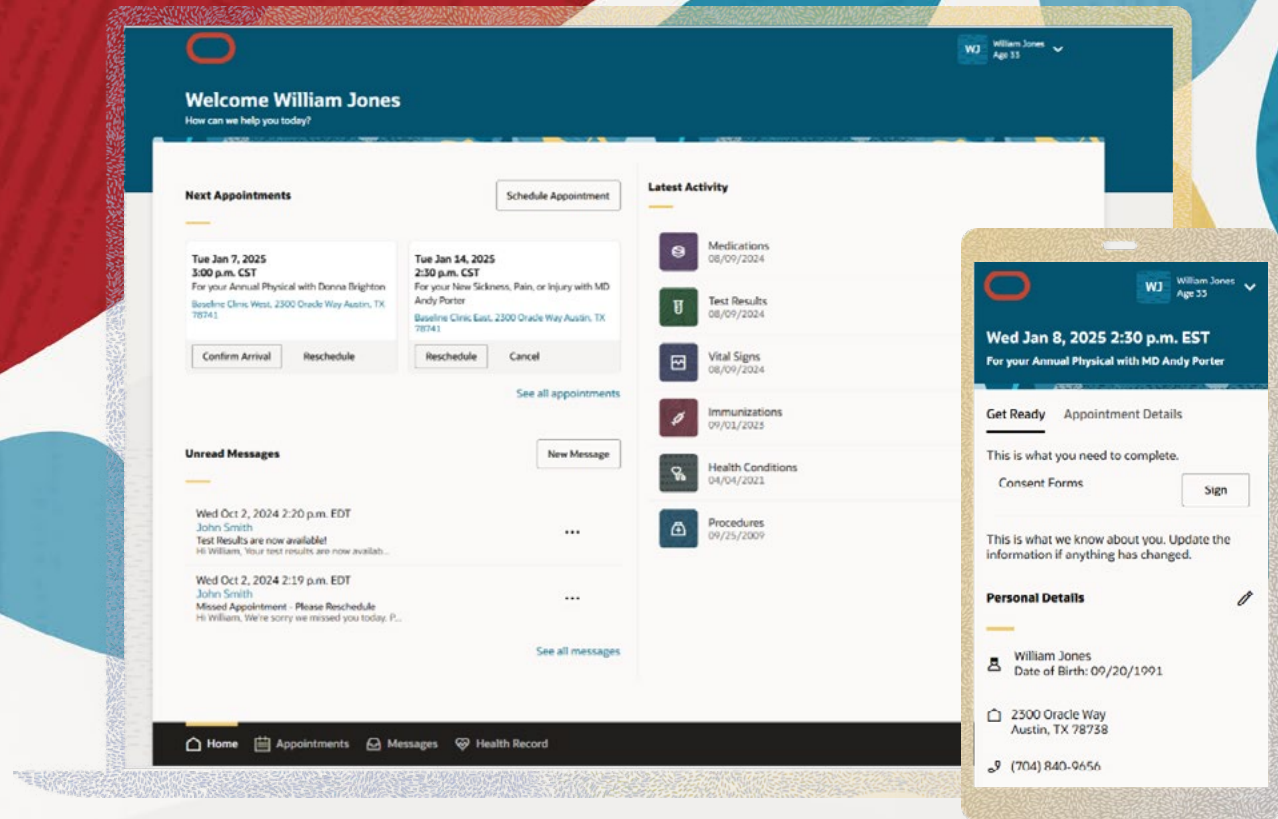 William Jones
WJ
Age 33
Welcome William Jones
How can we help you today?
Next Appointments
Schedule Appointment
Tue Jan 7, 2025
3:00 p.m. CST
For your Annual Physical with Donna Brighton
Baseline Clinic West, 2300 Oracle Way Austin, TX
78741
Confirm Arrival
Reschedule
Tue Jan 14, 2025
2:30 p.m. CST
For your New Sickness, Pain, or Injury with MD
Andy Porter
Baseline Clinic East, 2300 Oracle Way Austin, TX
78741
Reschedule
Cancel
See all appointments
Unread Messages
New Message
Wed Oct 2, 2024 2:20 p.m. EDT
John Smith
Test Results are now available!
Hi William, Your test results are now availab...
...
Wed Oct 2, 2024 2:19 p.m. EDT
John Smith
Missed Appointment - Please Reschedule
Hi William, We're sorry we missed you today. P...
...
See all messages
Latest Activity
Medications
08/09/2024
Test Results
08/09/2024
Vital Signs
08/09/2024
Immunizations
09/01/2023
Health Conditions
04/04/2021
Procedures
09/25/2009
Home
Appointments
Messages
Health Record
WJ
William Jones
Age 33
Wed Jan 8, 2025 2:30 p.m. EST
For your Annual Physical with MD Andy Porter
Get Ready
Appointment Details
This is what you need to complete.
Consent Forms
Sign
This is what we know about you. Update the
information if anything has changed.
Personal Details
William Jones
Date of Birth: 09/20/1991
2300 Oracle Way
Austin, TX 78738
(704) 840-9656